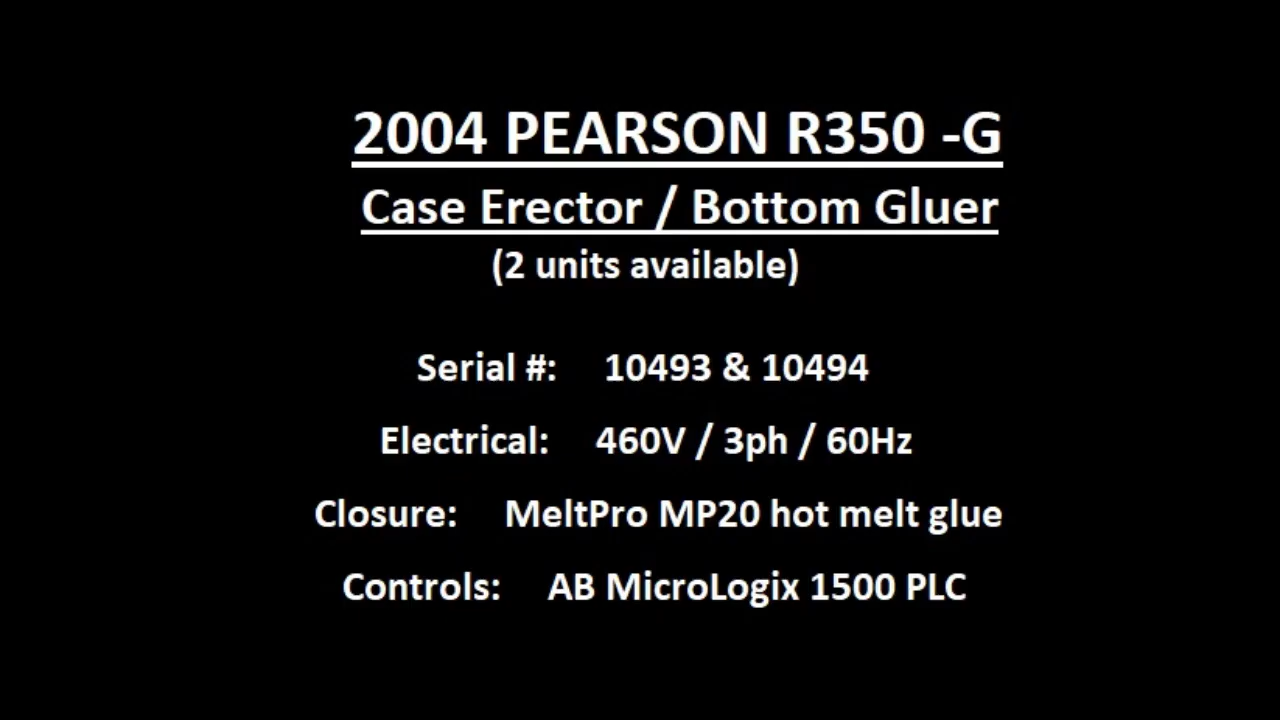 2004 PEARSON R350 -G
Case Erector / Bottom Gluer
(2 units available)
Serial #: 10493 & 10494
Electrical: 460V / 3ph / 60Hz
Closure: MeltPro MP20 hot melt glue
Controls: AB MicroLogix 1500 PLC